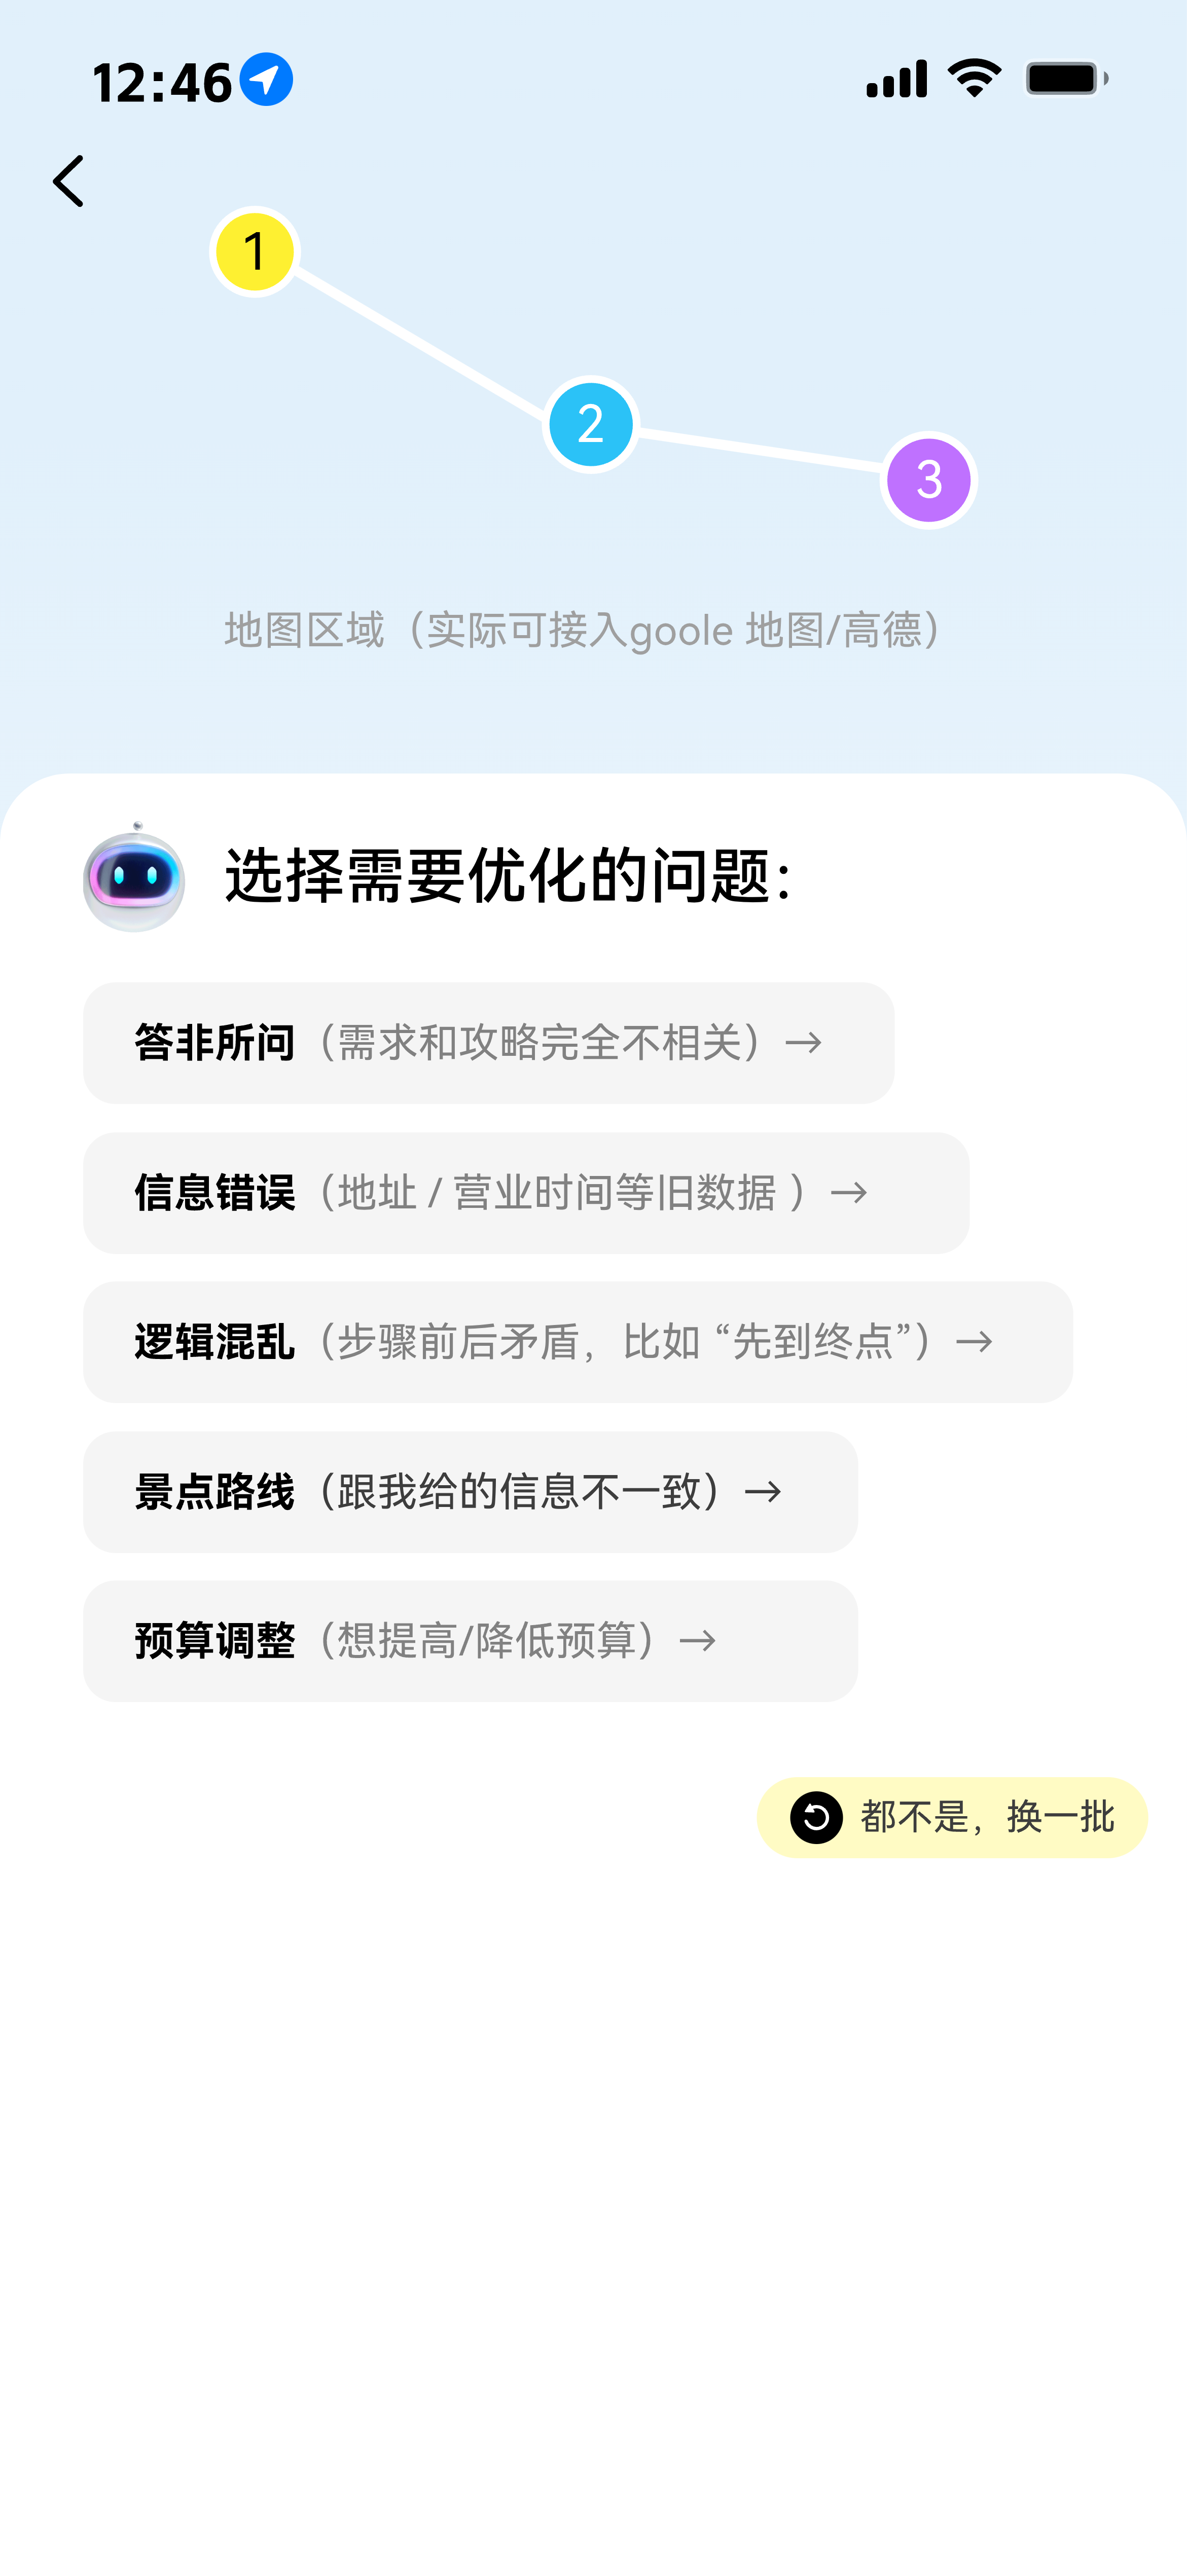 12:46
1
2
3
地图区域（实际可接入goole 地图/高德）
选择需要优化的问题：
答非所问（需求和攻略完全不相关）→
信息错误（地址 / 营业时间等旧数据 ）→
逻辑混乱（步骤前后矛盾，比如 “先到终点”）→
景点路线（跟我给的信息不一致）→
预算调整（想提高/降低预算）→
都不是，换一批